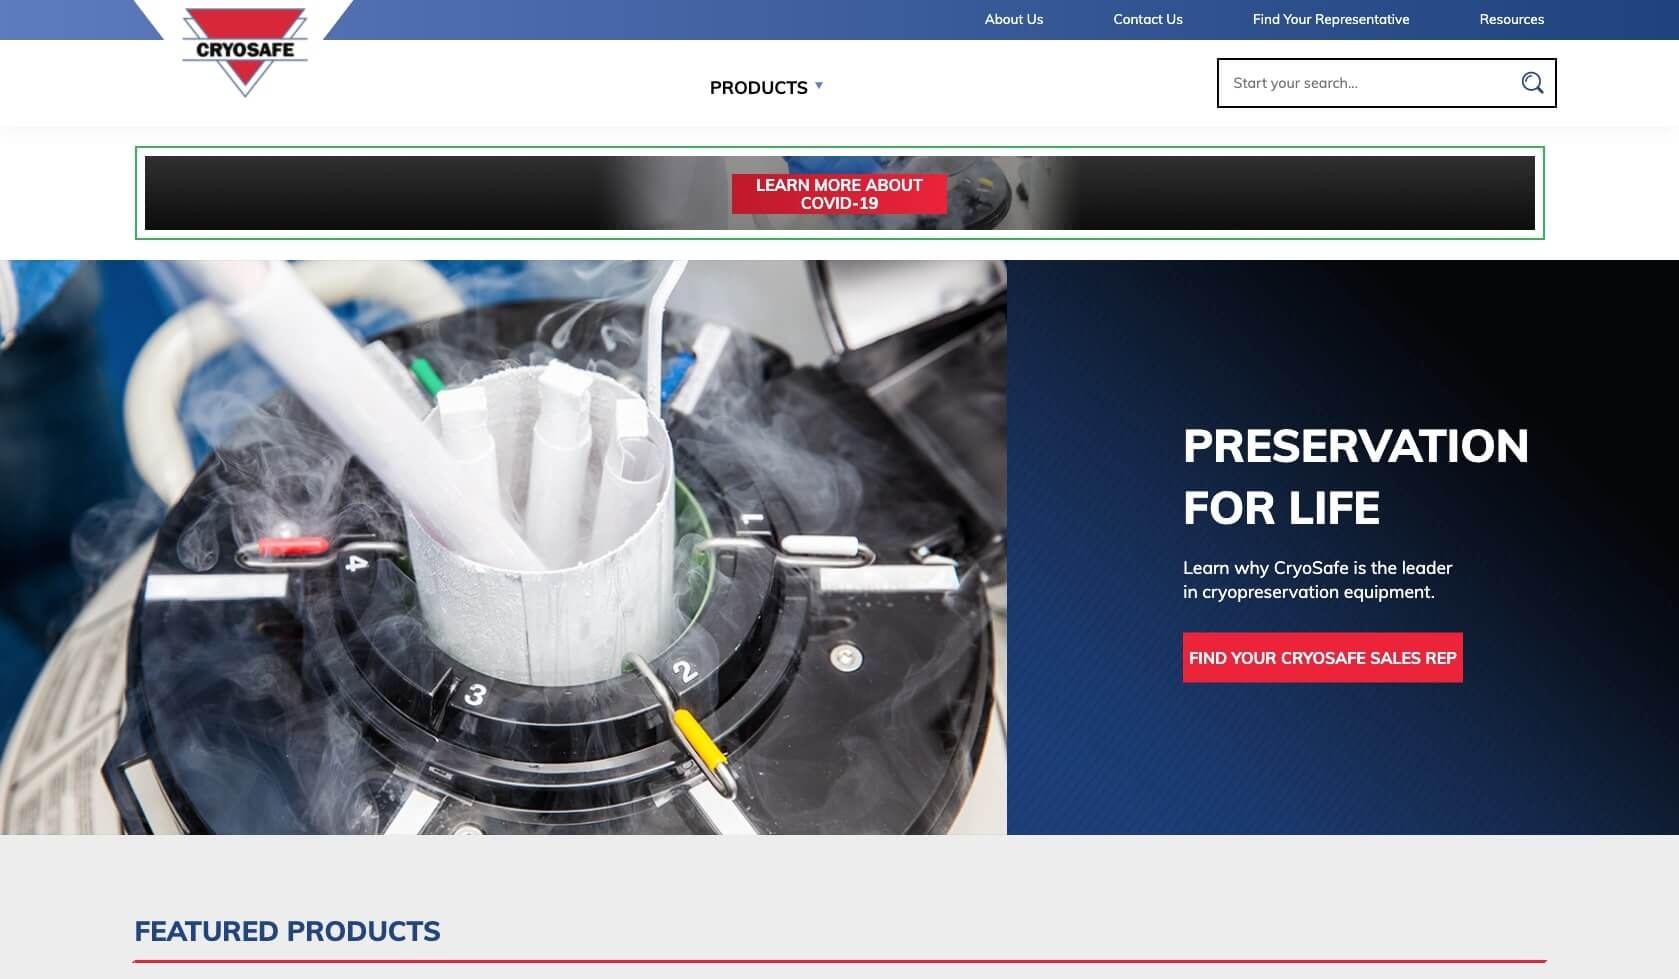 About Us
Contact Us
Find Your Representative
Resources
CRYOSAFE
PRODUCTS
Start your search...
LEARN MORE ABOUT
COVID-19
1
4
2
3
PRESERVATION
FOR LIFE
Learn why CryoSafe is the leader
in cryopreservation equipment.
FIND YOUR CRYOSAFE SALES REP
FEATURED PRODUCTS